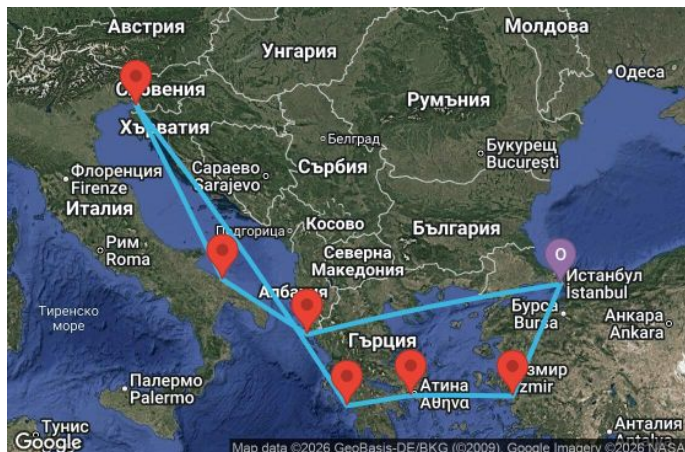 Австрия
Молдова
Унгария
Словения
Одеса
Румъния
Хърватия
Белград
Букурещ
București
Флоренция
Firenze
Сараево
Sarajevo
Сърбия
Италия
Подгорица
Косово
България
Рим
Roma
Северна
Македония
O
Истанбул
İstanbul
Албания
Бурса
Bursa
Анкара
Ankara
Тиренско
море
Гърция
Палермо
Palermo
Атина
Αθήνα
Измир
Izmir
Тунис
Анталия
Google
Map data ©2026 GeoBasis-DE/BKG (©2009), Google Imagery ©2026 NASA